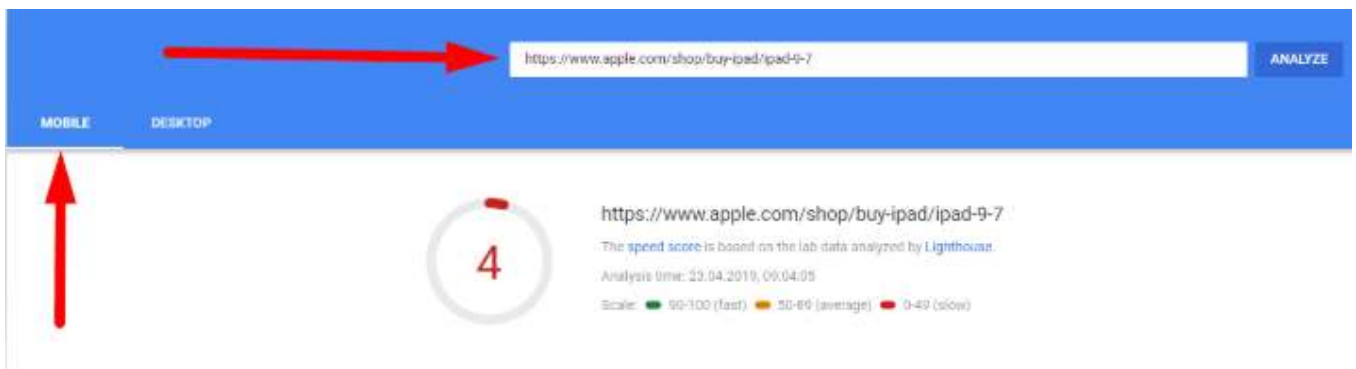 https://www.apple.com/shop/buy-ipad/ipad-9-7
ANALYZE
MOBILE
DESKTOP
https://www.apple.com/shop/buy-ipad/ipad-9-7
4
The speed score is based on the lab data analyzed by Lighthouse.
Analysis time: 23.04.2019, 09:04:05
Scale: 90-100 (fast) 50-89 (average) 0-49 (slow)